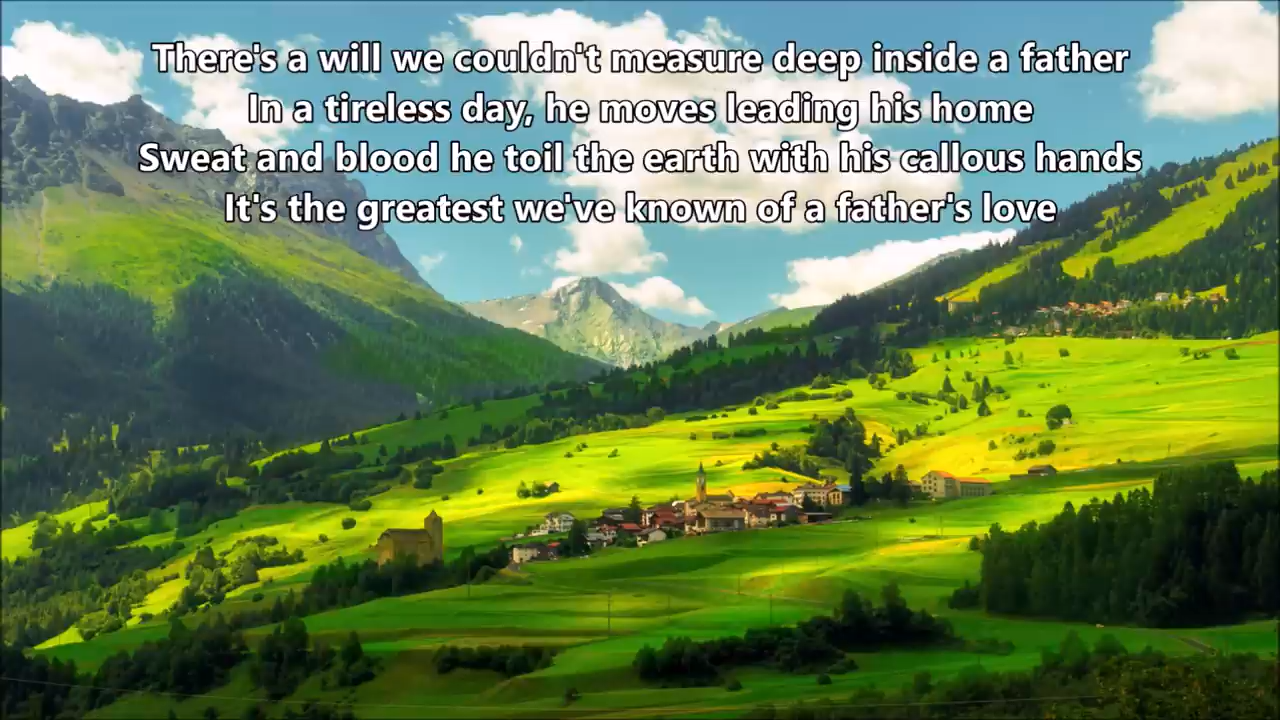 There's a will we couldn't measure deep inside a father
In a tireless day, he moves leading his home
Sweat and blood he toil the earth with his callous hands
It's the greatest we've known of a father's love